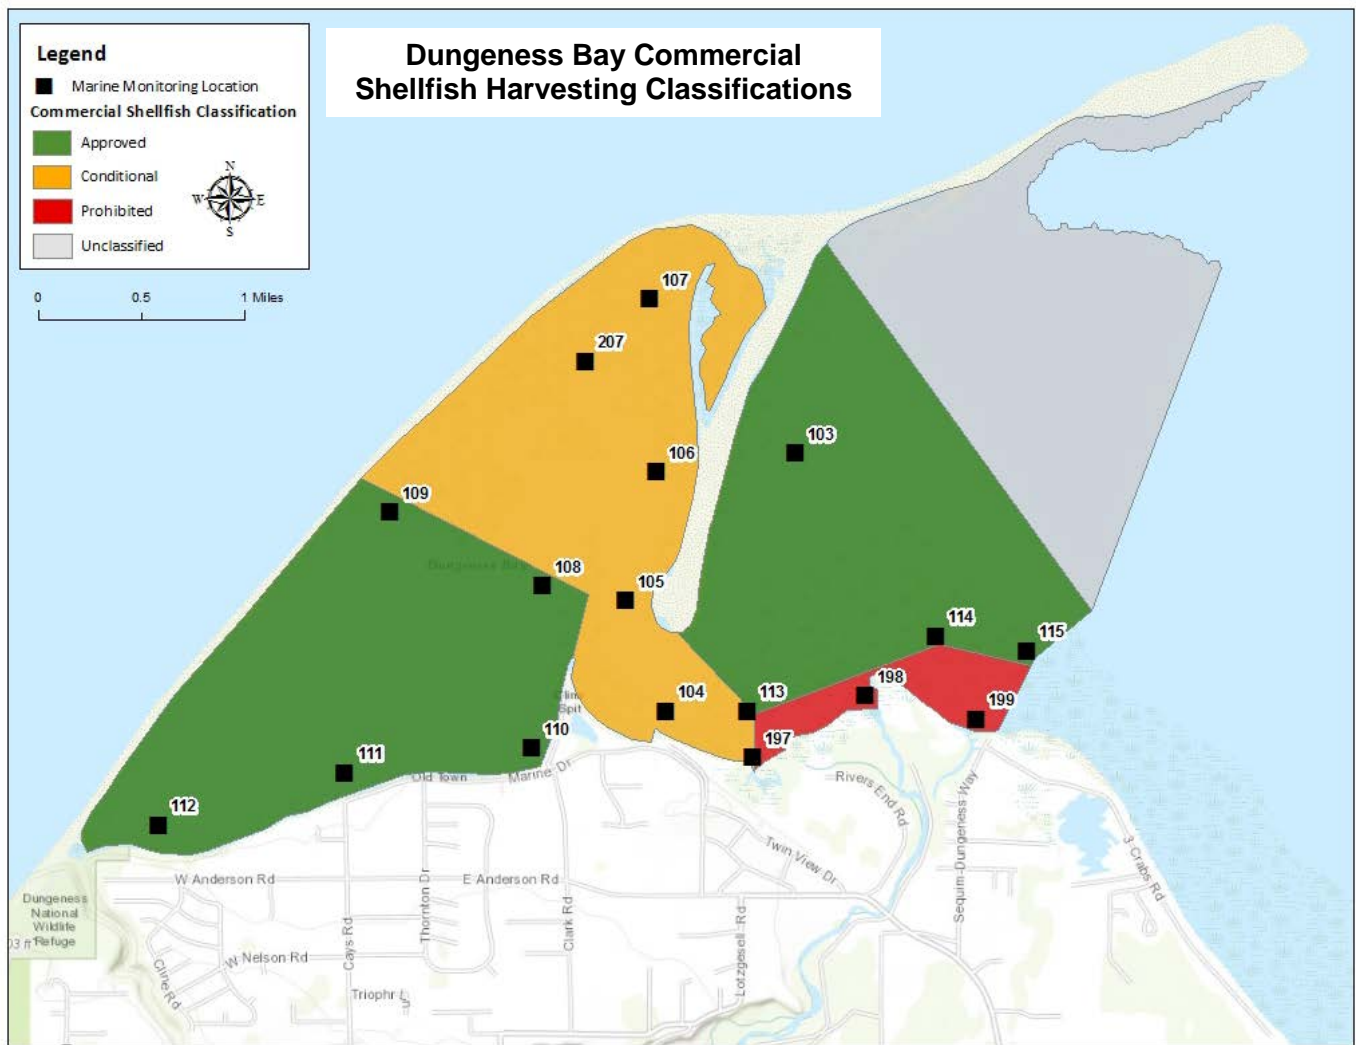 Dungeness Bay Commercial
Shellfish Harvesting Classifications
Legend
Marine Monitoring Location
Commercial Shellfish Classification
Approved
Conditional
Prohibited
Unclassified
N
W E
S
0 0.5 1 Miles
107
207
103
106
109
Dungeness Bay
108
105
114
115
198
104
113
199
Spit
197
110
111
Old Town
Marine Dr
112
Rivers End Rd
Sequim-Dungeness Way
3 Crabs Rd
Twin View Dr
W Anderson Rd
E Anderson Rd
Dungeness
National
Wildlife
Refuge
Thornton Dr
Clark Rd
Lotzgesell Rd
Cays Rd
W Nelson Rd
Cline Rd